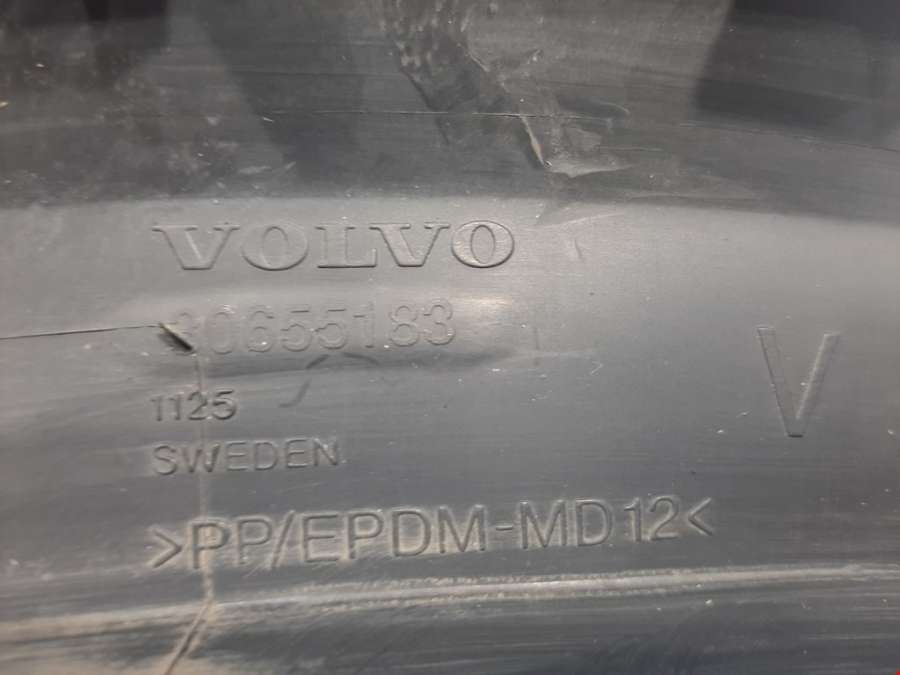 VOLVO
30655183
1125
SWEDEN
V
>PP/EPDM-MD12<